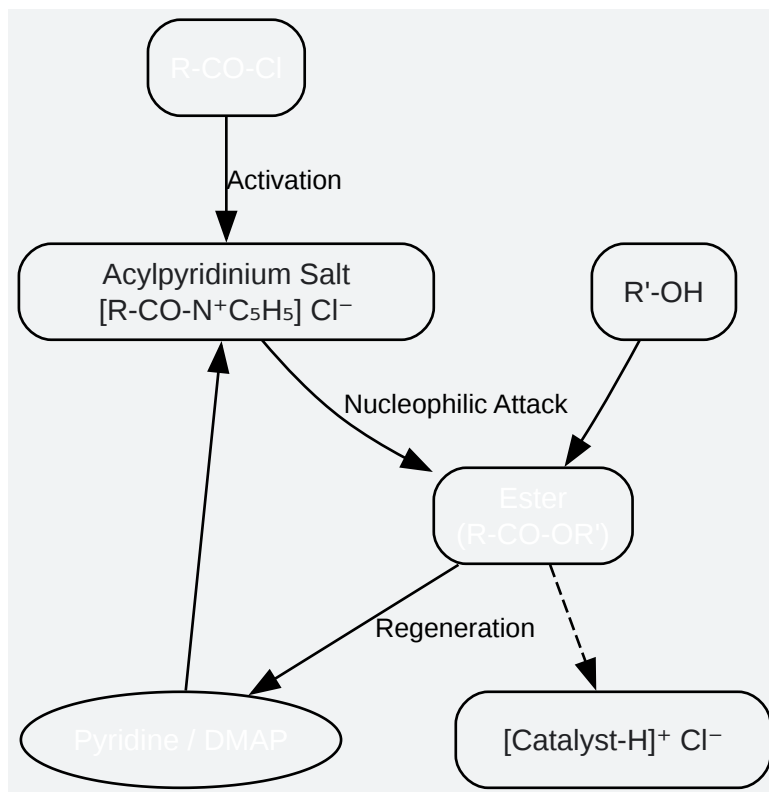 R-CO-Cl
Activation
Acylpyridinium Salt
[R-CO-N⁺C₅H₅] Cl⁻
R'-OH
Nucleophilic Attack
Ester
(R-CO-OR')
Regeneration
Pyridine / DMAP
[Catalyst-H]⁺ Cl⁻